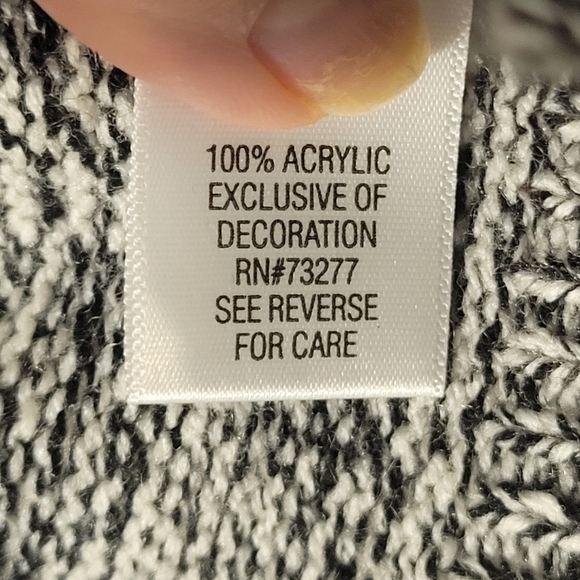 100% ACRYLIC
EXCLUSIVE OF
DECORATION
RN#73277
SEE REVERSE
FOR CARE